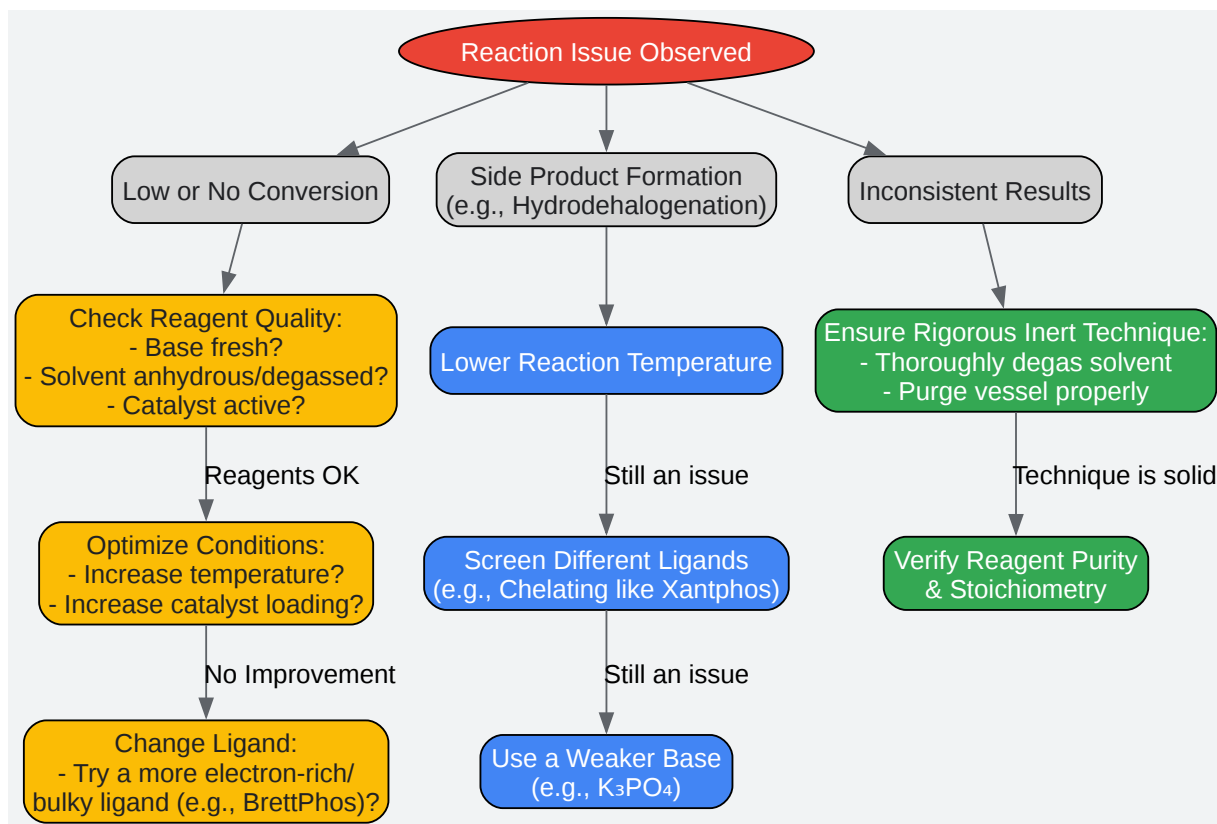 Reaction Issue Observed
Low or No Conversion
Side Product Formation
(e.g., Hydrodehalogenation)
Inconsistent Results
Check Reagent Quality:
- Base fresh?
- Solvent anhydrous/degassed?
- Catalyst active?
Lower Reaction Temperature
Ensure Rigorous Inert Technique:
- Thoroughly degas solvent
- Purge vessel properly
Reagents OK
Still an issue
Technique is solid
Optimize Conditions:
- Increase temperature?
- Increase catalyst loading?
Screen Different Ligands
(e.g., Chelating like Xantphos)
Verify Reagent Purity
& Stoichiometry
No Improvement
Still an issue
Change Ligand:
- Try a more electron-rich/
bulky ligand (e.g., BrettPhos)?
Use a Weaker Base
(e.g., K₃PO₄)